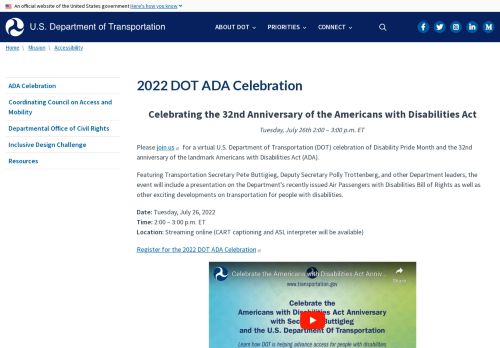 An official website of the United States government Here's how you know
U.S. Department of Transportation
ABOUT DOT
PRIORITIES
CONNECT
Home \ Mission \ Accessibility
ADA Celebration
Coordinating Council on Access and
Mobility
Departmental Office of Civil Rights
Inclusive Design Challenge
Resources
2022 DOT ADA Celebration
Celebrating the 32nd Anniversary of the Americans with Disabilities Act
Tuesday, July 26th 2:00 – 3:00 p.m. ET
Please join us for a virtual U.S. Department of Transportation (DOT) celebration of Disability Pride Month and the 32nd
anniversary of the landmark Americans with Disabilities Act (ADA).
Featuring Transportation Secretary Pete Buttigieg, Deputy Secretary Polly Trottenberg, and other Department leaders,
the event will include a presentation on the Department's recently issued Air Passengers with Disabilities Bill of Rights as well as
other exciting developments on transportation for people with disabilities.
Date: Tuesday, July 26, 2022
Time: 2:00 – 3:00 p.m. ET
Location: Streaming online (CART captioning and ASL interpreter will be available)
Register for the 2022 DOT ADA Celebration
Celebrate the Americans with Disabilities Act Anniv...
Share
www.transportation.gov
Celebrate the
Americans with Disabilities Act Anniversary
with Secretary Buttigieg
and the U.S. Department Of Transportation
Learn how DOT is helping advance access for people with disabilities